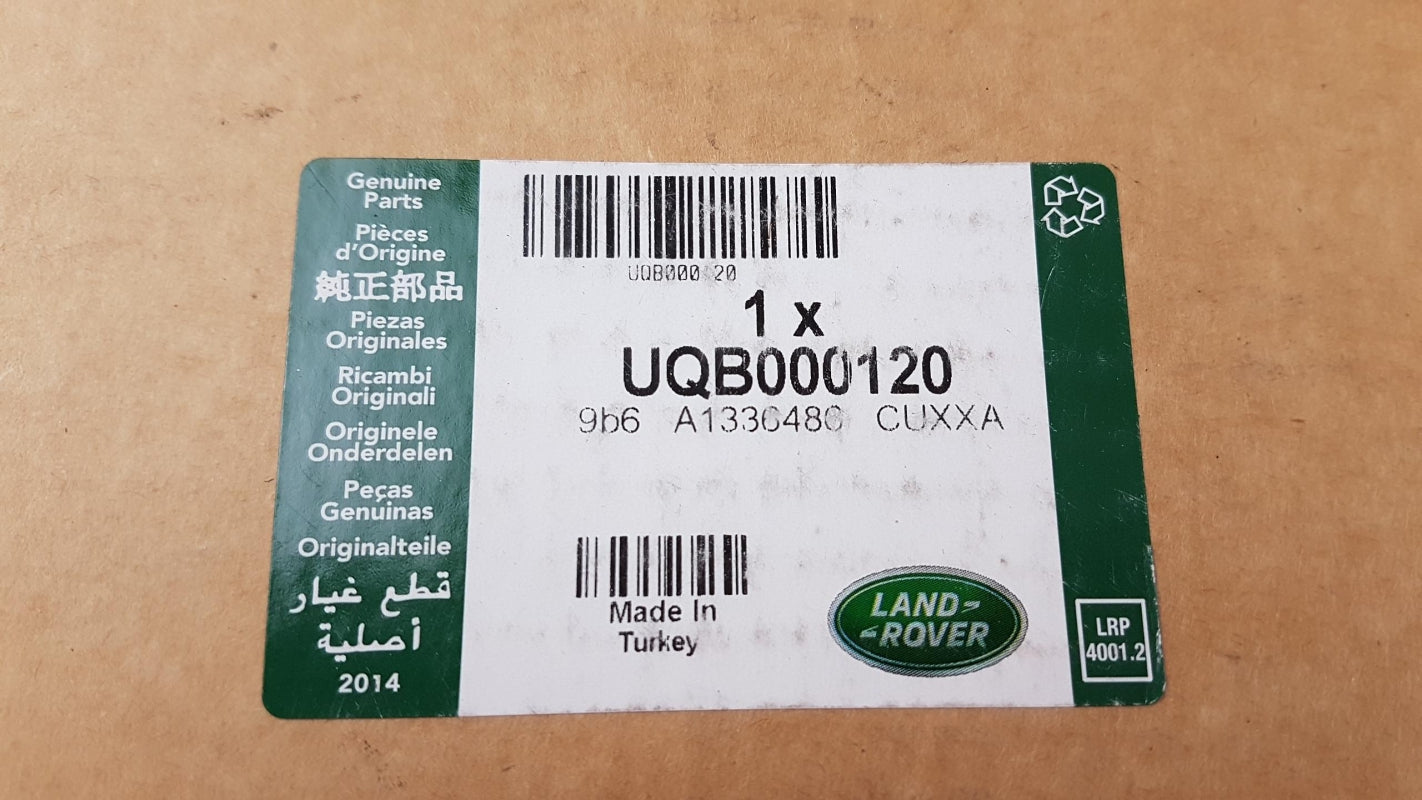 Genuine
Parts
Pièces
d'Origine
純正部品
Piezas
Originales
Ricambi
Originali
Originele
Onderdelen
Peças
Genuinas
Originalteile
قطع غيار
أصلية
2014
UQB000120
1 x
UQB000120
9b6 CUXXA
Made In
Turkey
LAND-
-ROVER
LRP
4001.2